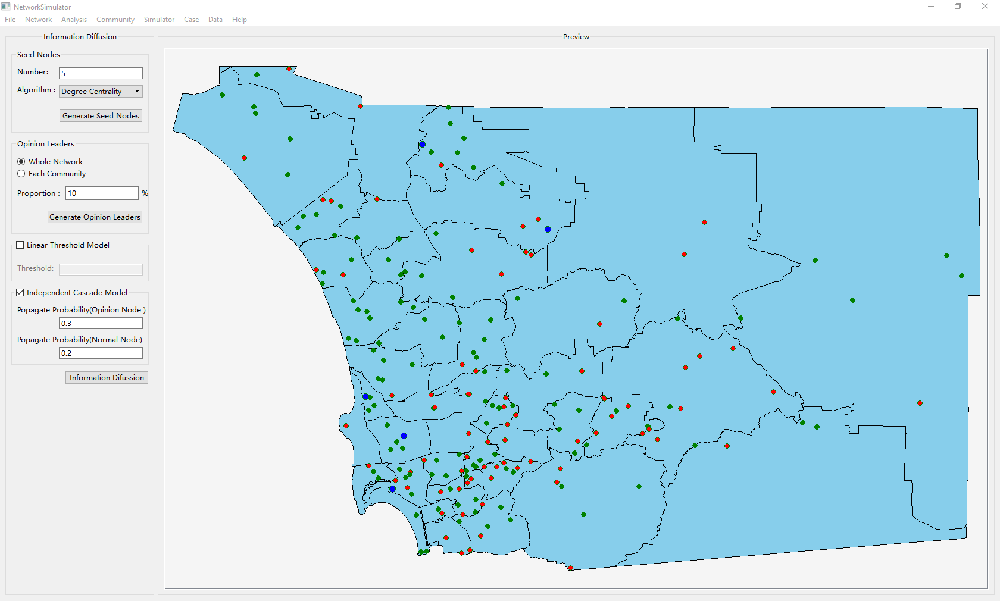 NetworkSimulator
File Network Analysis Community Simulator Case Data Help
Information Diffusion
Seed Nodes
Number: 5
Algorithm : Degree Centrality
Generate Seed Nodes
Opinion Leaders
Whole Network
Each Community
Proportion : 10 %
Generate Opinion Leaders
Linear Threshold Model
Threshold:
Independent Cascade Model
Popagate Probability(Opinion Node )
0.3
Popagate Probability(Normal Node)
0.2
Information Difussion
Preview